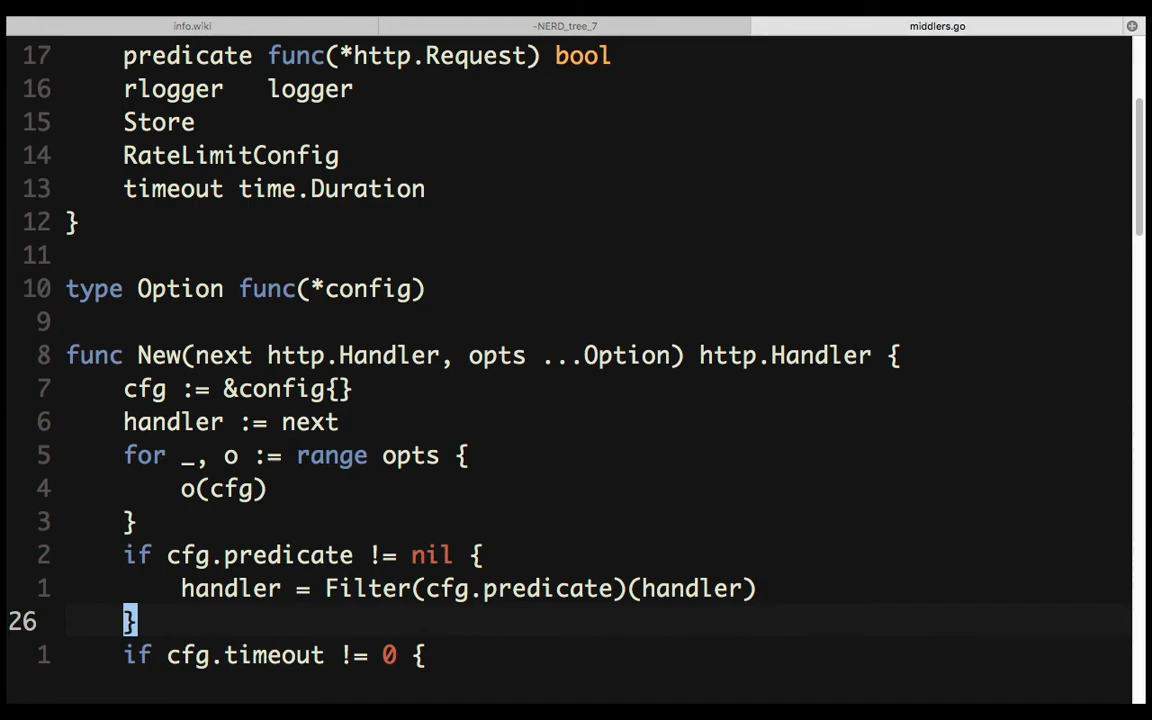 info.wiki
-NERD_tree_7
middlers.go
17 predicate func(*http.Request) bool
16 rlogger   logger
15 Store
14 RateLimitConfig
13 timeout time.Duration
12 }
11
10 type Option func(*config)
9
8 func New(next http.Handler, opts ...Option) http.Handler {
7 cfg := &config{}
6 handler := next
5 for _, o := range opts {
4 o(cfg)
3 }
2 if cfg.predicate != nil {
1 handler = Filter(cfg.predicate)(handler)
26 }
1 if cfg.timeout != 0 {